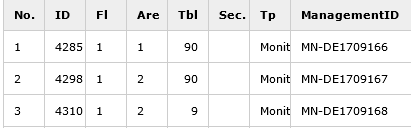 No. ID Fl Are Tbl Sec. Tp ManagementID
1 4285 1 1 90 Monit MN-DE1709166
2 4298 1 2 90 Monit MN-DE1709167
3 4310 1 2 9 Monit MN-DE1709168